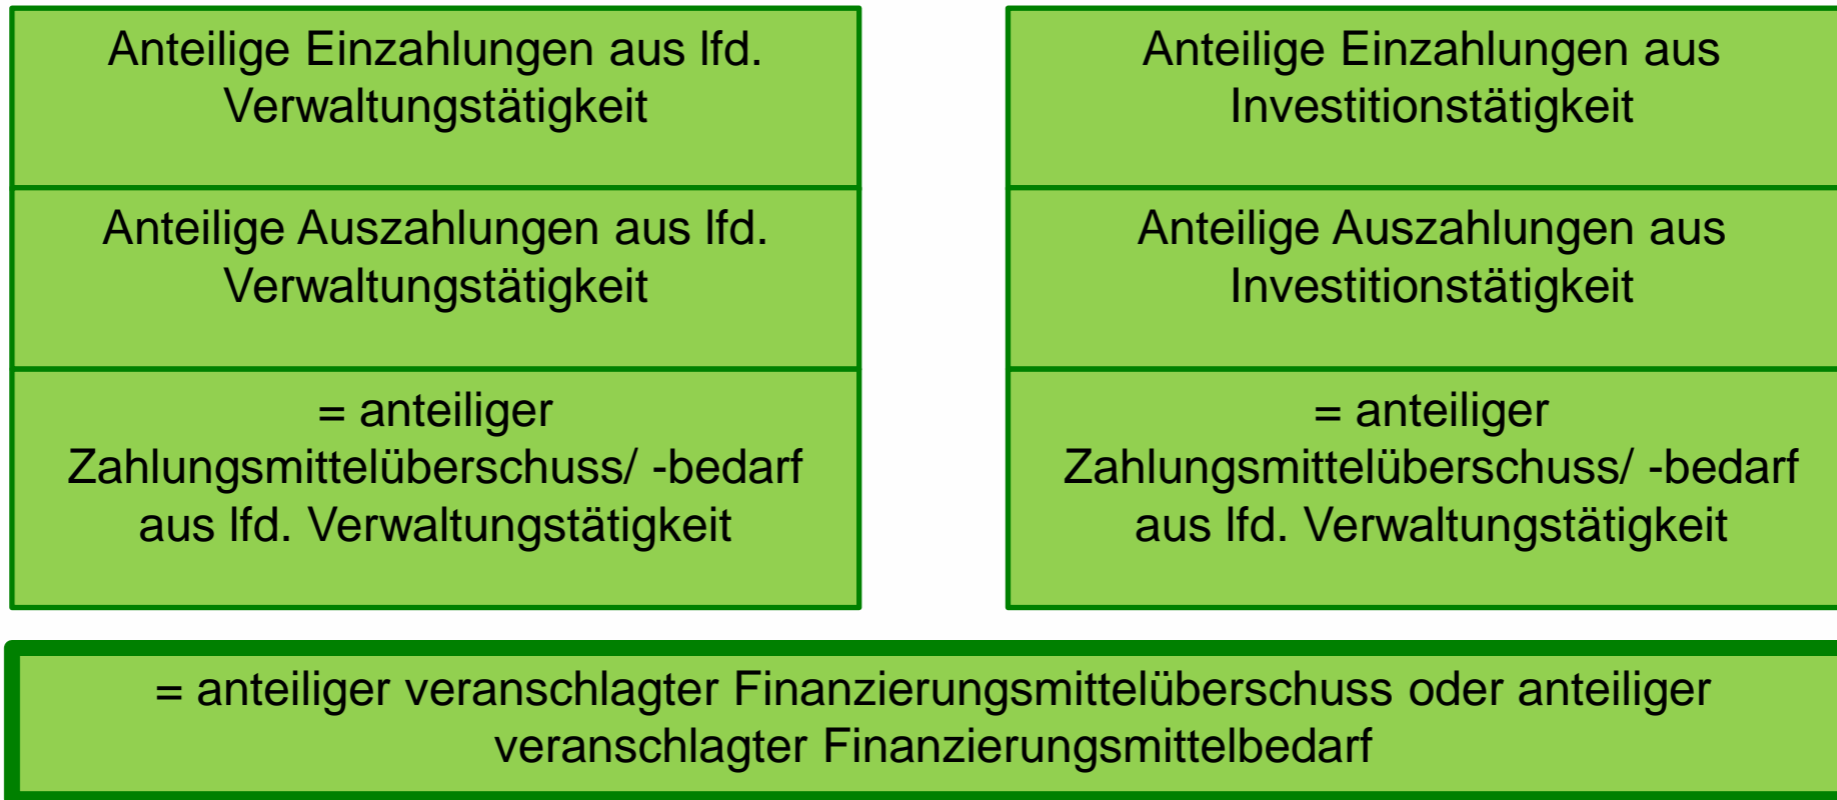 Anteilige Einzahlungen aus lfd.
Verwaltungstätigkeit
Anteilige Auszahlungen aus lfd.
Verwaltungstätigkeit
= anteiliger
Zahlungsmittelüberschuss/ -bedarf
aus lfd. Verwaltungstätigkeit
Anteilige Einzahlungen aus
Investitionstätigkeit
Anteilige Auszahlungen aus
Investitionstätigkeit
= anteiliger
Zahlungsmittelüberschuss/ -bedarf
aus lfd. Verwaltungstätigkeit
= anteiliger veranschlagter Finanzierungsmittelüberschuss oder anteiliger
veranschlagter Finanzierungsmittelbedarf